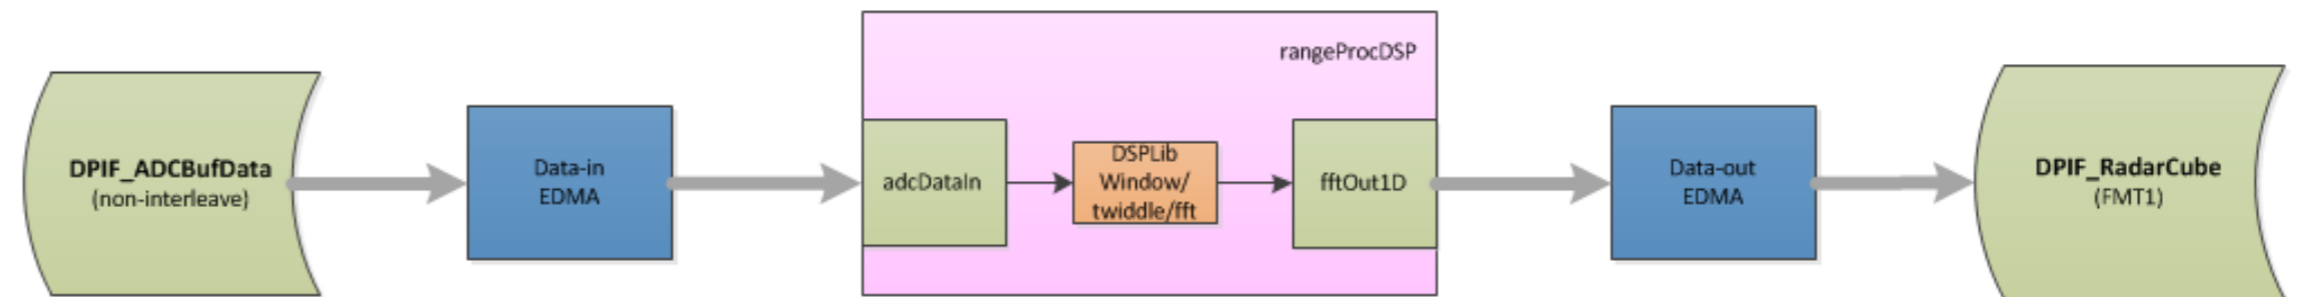 DPIF_ADCBufData
(non-interleave)
Data-in
EDMA
rangeProcDSP
adcDataIn
DSPLib
Window/
twiddle/fft
fftOut1D
Data-out
EDMA
DPIF_RadarCube
(FMT1)